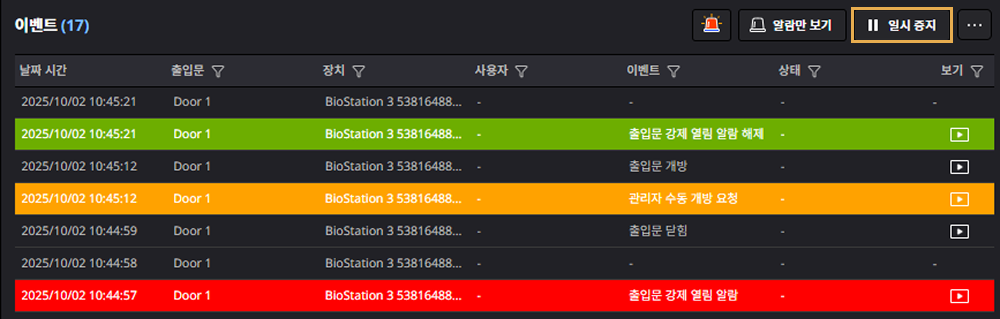 이벤트 (17)
알람만 보기
일시 중지
날짜 시간 출입문 장치 사용자 이벤트 상태 보기
2025/10/02 10:45:21 Door 1 BioStation 3 53816488... - - - -
2025/10/02 10:45:21 Door 1 BioStation 3 53816488... - 출입문 강제 열림 알람 해제 -
2025/10/02 10:45:12 Door 1 BioStation 3 53816488... - 출입문 개방 -
2025/10/02 10:45:12 Door 1 BioStation 3 53816488... - 관리자 수동 개방 요청 -
2025/10/02 10:44:59 Door 1 BioStation 3 53816488... - 출입문 닫힘 -
2025/10/02 10:44:58 Door 1 BioStation 3 53816488... - - - -
2025/10/02 10:44:57 Door 1 BioStation 3 53816488... - 출입문 강제 열림 알람 -